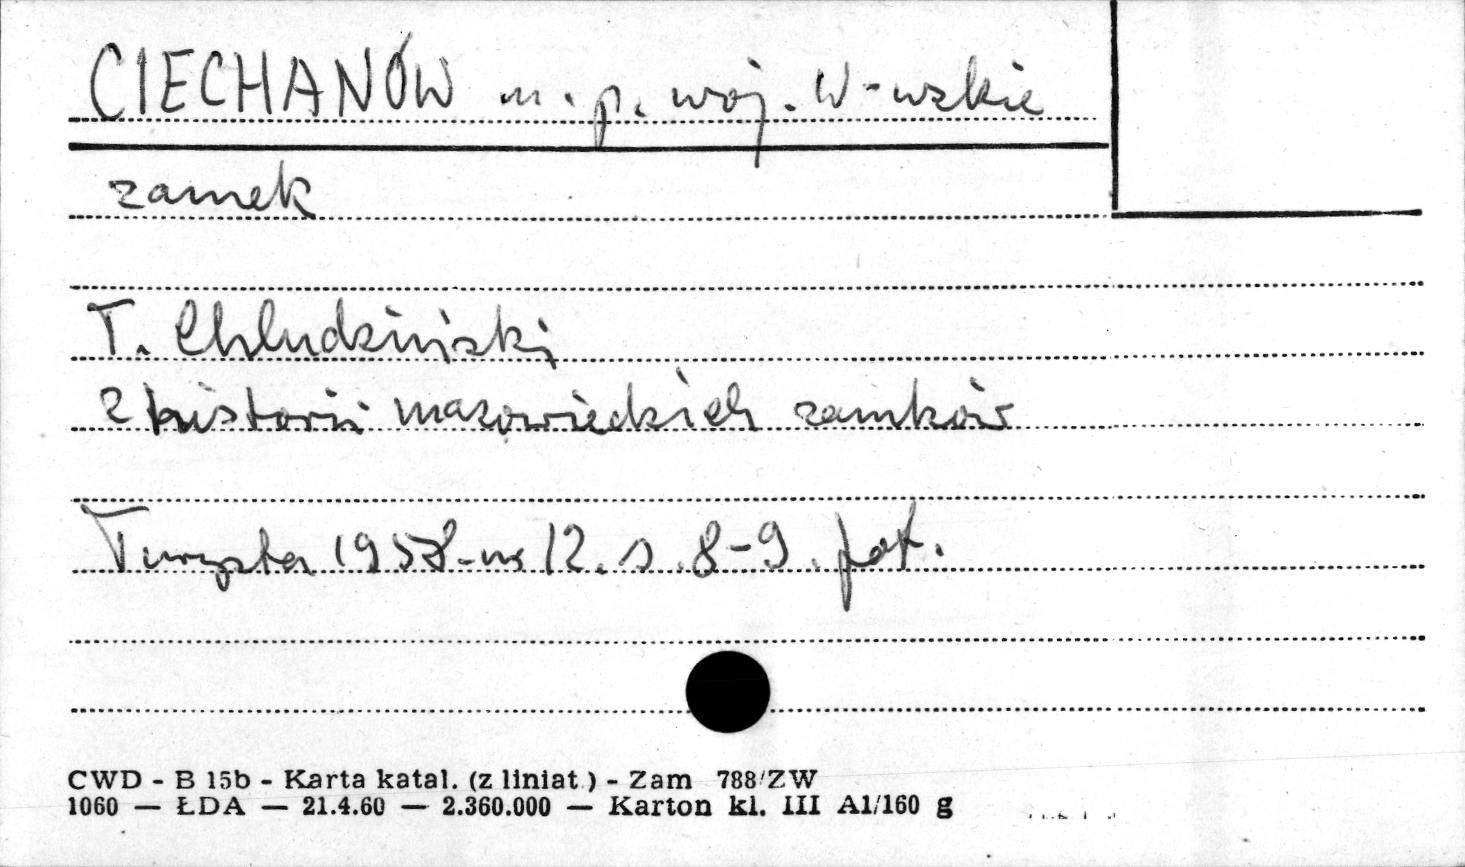 CIECHANÓW m. p. woj. W-wskie
zamek
T. Chludziński
Z historii mazowieckich zamków
Turysta 1958 - nr 12. s. 8-9. fot.
CWD - B 15b - Karta katal. (z liniat.) - Zam 788/ZW
1060 — ŁDA — 21.4.60 — 2.360.000 — Karton kl. III A1/160 g